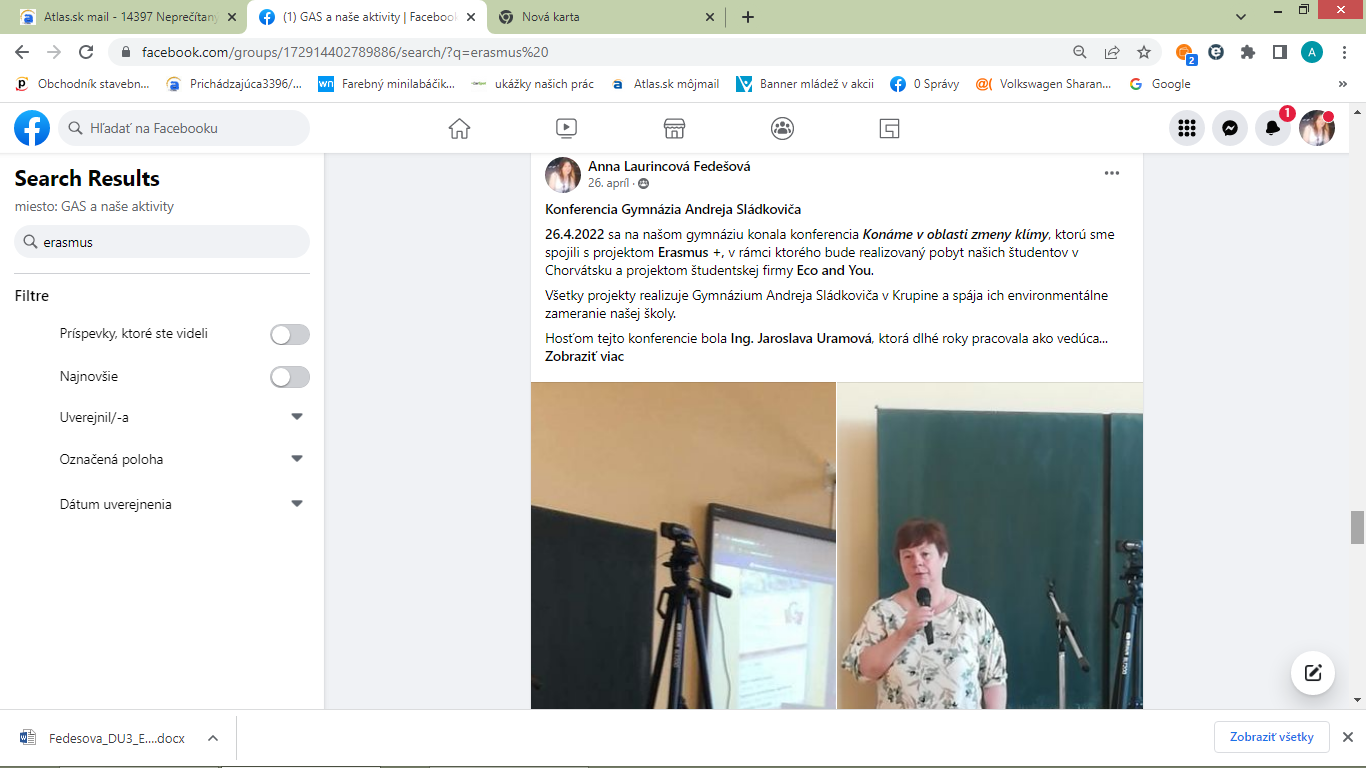 Atlas.sk mail - 14397 Neprečítaný
(1) GAS a naše aktivity | Facebook
Nová karta
facebook.com/groups/172914402789886/search/?q=erasmus%20
2
A
Obchodník stavebn...
Prichádzajúca3396/...
wn
Farebný minilabáčik...
ukážky našich prác
Atlas.sk môjmail
Banner mládež v akcii
0 Správy
Volkswagen Sharan...
Google
»
Hľadať na Facebooku
1
Search Results
miesto: GAS a naše aktivity
erasmus
Filtre
Príspevky, ktoré ste videli
Najnovšie
Uverejnil/-a
Označená poloha
Dátum uverejnenia
Anna Laurincová Fedešová
26. apríl ·
Konferencia Gymnázia Andreja Sládkoviča
26.4.2022 sa na našom gymnáziu konala konferencia Konáme v oblasti zmeny klímy, ktorú sme
spojili s projektom Erasmus +, v rámci ktorého bude realizovaný pobyt našich študentov v
Chorvátsku a projektom študentskej firmy Eco and You.
Všetky projekty realizuje Gymnázium Andreja Sládkoviča v Krupine a spája ich environmentálne
zameranie našej školy.
Hosťom tejto konferencie bola Ing. Jaroslava Uramová, ktorá dlhé roky pracovala ako vedúca...
Zobraziť viac
Fedesova_DU3_E....docx
Zobraziť všetky